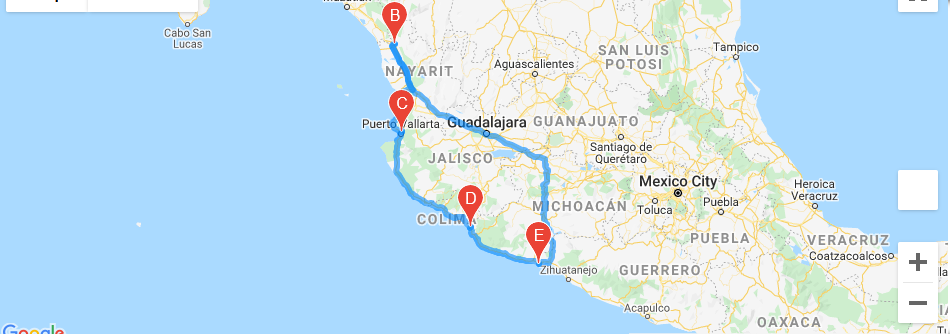 Cabo San
Lucas
B
NAYARIT
Aguascalientes
SAN LUIS
POTOSI
Tampico
C
Puerto Vallarta
Guadalajara
GUANAJUATO
Santiago de
Querétaro
JALISCO
Mexico City
Heroica
Veracruz
D
COLIMA
MICHOACÁN
Toluca
Puebla
E
PUEBLA
VERACRUZ
Coatzacoalcos
Zihuatanejo
GUERRERO
Acapulco
OAXACA
Google